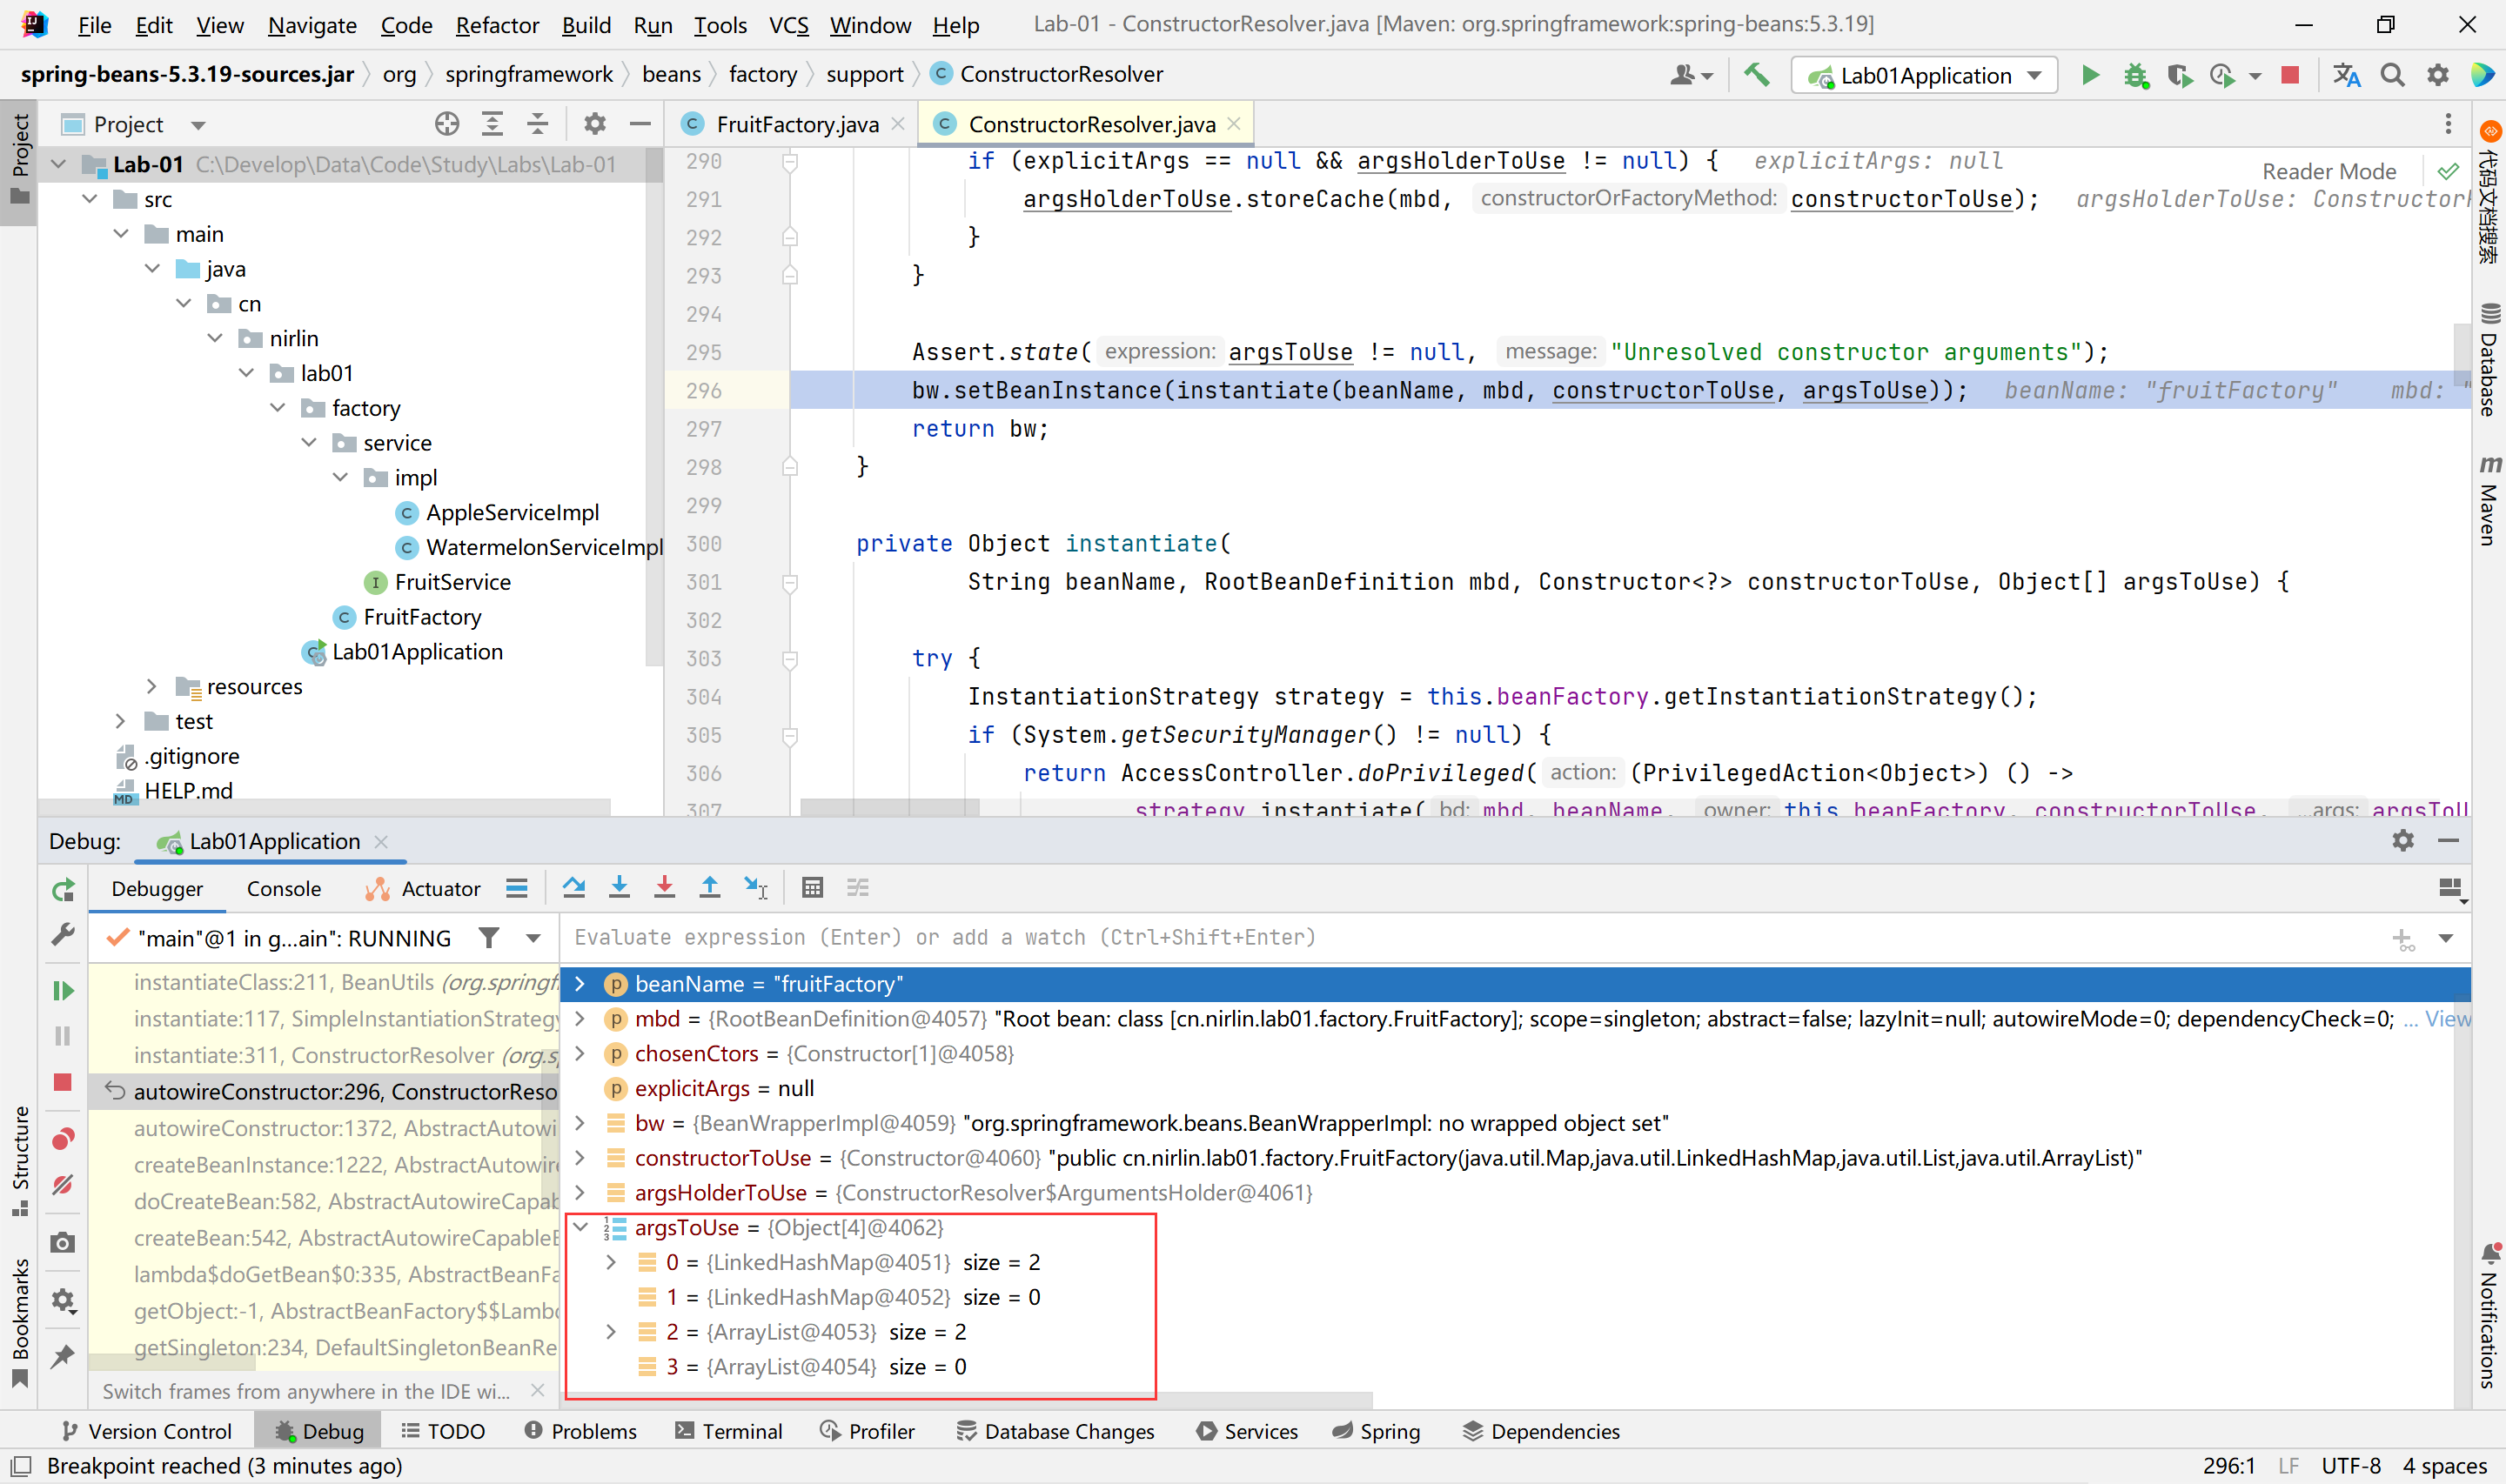 File Edit View Navigate Code Refactor Build Run Tools VCS Window Help Lab-01 - ConstructorResolver.java [Maven: org.springframework:spring-beans:5.3.19]
spring-beans-5.3.19-sources.jar org springframework beans factory support ConstructorResolver Lab01Application
Project
Project
FruitFactory.java ConstructorResolver.java
Lab-01 C:\Develop\Data\Code\Study\Labs\Lab-01
src
main
java
cn
nirlin
lab01
factory
service
impl
AppleServiceImpl
WatermelonServiceImpl
FruitService
FruitFactory
Lab01Application
resources
test
.gitignore
HELP.md
290 if (explicitArgs == null && argsHolderToUse != null) { explicitArgs: null
Reader Mode
291 argsHolderToUse.storeCache(mbd, constructorOrFactoryMethod: constructorToUse); argsHolderToUse: Constructor
292 }
293 }
294
295 Assert.state( expression: argsToUse != null, message: "Unresolved constructor arguments");
296 bw.setBeanInstance(instantiate(beanName, mbd, constructorToUse, argsToUse)); beanName: "fruitFactory" mbd: "
297 return bw;
298 }
299
300 private Object instantiate(
301 String beanName, RootBeanDefinition mbd, Constructor<?> constructorToUse, Object[] argsToUse) {
302
303 try {
304 InstantiationStrategy strategy = this.beanFactory.getInstantiationStrategy();
305 if (System.getSecurityManager() != null) {
306 return AccessController.doPrivileged( action: (PrivilegedAction<Object>) () ->
307 strategy.instantiate( bd: mbd, beanName, owner: this.beanFactory, constructorToUse, ...args: argsToU
代码文档搜索
Database
m Maven
Notifications
Debug: Lab01Application
Debugger Console Actuator
"main"@1 in g...ain": RUNNING
Evaluate expression (Enter) or add a watch (Ctrl+Shift+Enter)
instantiateClass:211, BeanUtils (org.springf
instantiate:117, SimpleInstantiationStrategy
instantiate:311, ConstructorResolver (org.s
autowireConstructor:296, ConstructorReso
autowireConstructor:1372, AbstractAutowi
createBeanInstance:1222, AbstractAutowir
doCreateBean:582, AbstractAutowireCapab
createBean:542, AbstractAutowireCapableB
lambda$doGetBean$0:335, AbstractBeanFa
getObject:-1, AbstractBeanFactory$$Lambd
getSingleton:234, DefaultSingletonBeanRe
Switch frames from anywhere in the IDE wi...
beanName = "fruitFactory"
mbd = {RootBeanDefinition@4057} "Root bean: class [cn.nirlin.lab01.factory.FruitFactory]; scope=singleton; abstract=false; lazyInit=null; autowireMode=0; dependencyCheck=0; ... View
chosenCtors = {Constructor[1]@4058}
explicitArgs = null
bw = {BeanWrapperImpl@4059} "org.springframework.beans.BeanWrapperImpl: no wrapped object set"
constructorToUse = {Constructor@4060} "public cn.nirlin.lab01.factory.FruitFactory(java.util.Map,java.util.LinkedHashMap,java.util.List,java.util.ArrayList)"
argsHolderToUse = {ConstructorResolver$ArgumentsHolder@4061}
argsToUse = {Object[4]@4062}
0 = {LinkedHashMap@4051} size = 2
1 = {LinkedHashMap@4052} size = 0
2 = {ArrayList@4053} size = 2
3 = {ArrayList@4054} size = 0
Structure
Bookmarks
Version Control Debug TODO Problems Terminal Profiler Database Changes Services Spring Dependencies
Breakpoint reached (3 minutes ago) 296:1 LF UTF-8 4 spaces